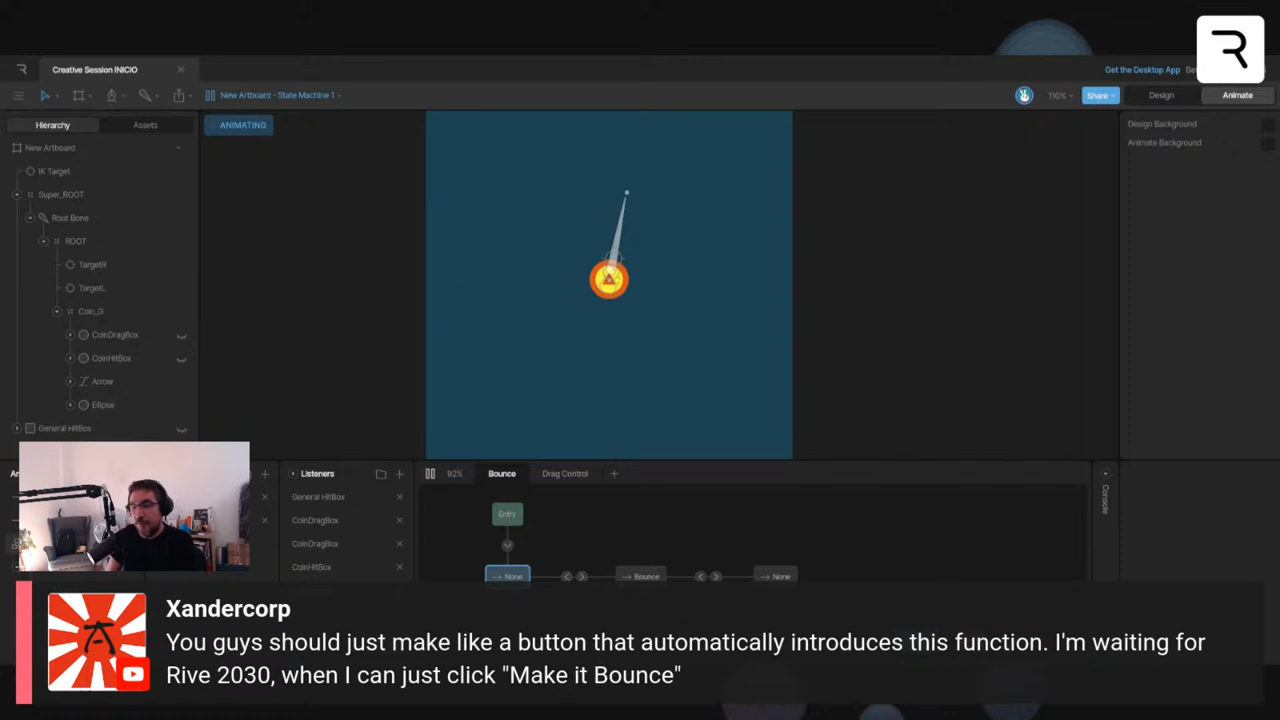 Creative Session INICIO
Get the Desktop App
New Artboard - State Machine 1
110%
Share
Design
Animate
Hierarchy
Assets
ANIMATING
Design Background
Animate Background
New Artboard
IK Target
Super_ROOT
Root Bone
ROOT
TargetR
TargetL
Coin_D
CoinDragBox
CoinHitBox
Arrow
Ellipse
General HitBox
Listeners
92%
Bounce
Drag Control
General HitBox
CoinDragBox
CoinDragBox
CoinHitBox
Console
Entry
None
Bounce
None
Xandercorp
You guys should just make like a button that automatically introduces this function. I'm waiting for
Rive 2030, when I can just click "Make it Bounce"